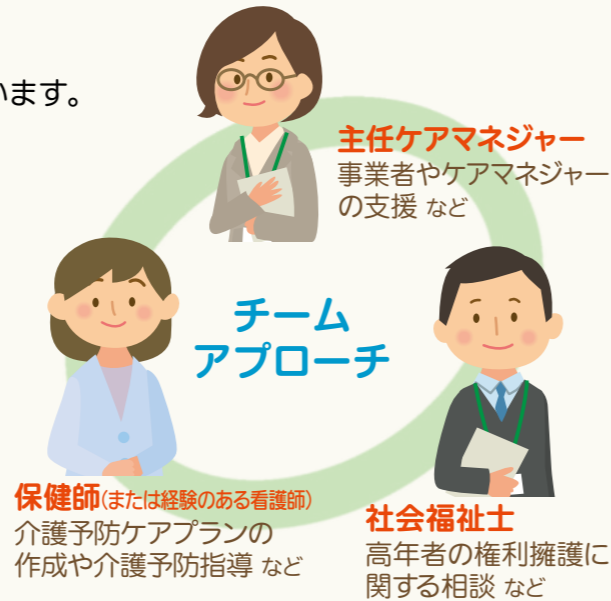 います。
主任ケアマネジャー
事業者やケアマネジャー
の支援 など
チーム
アプローチ
保健師(または経験のある看護師)
介護予防ケアプランの
作成や介護予防指導 など
社会福祉士
高年者の権利擁護に
関する相談 など